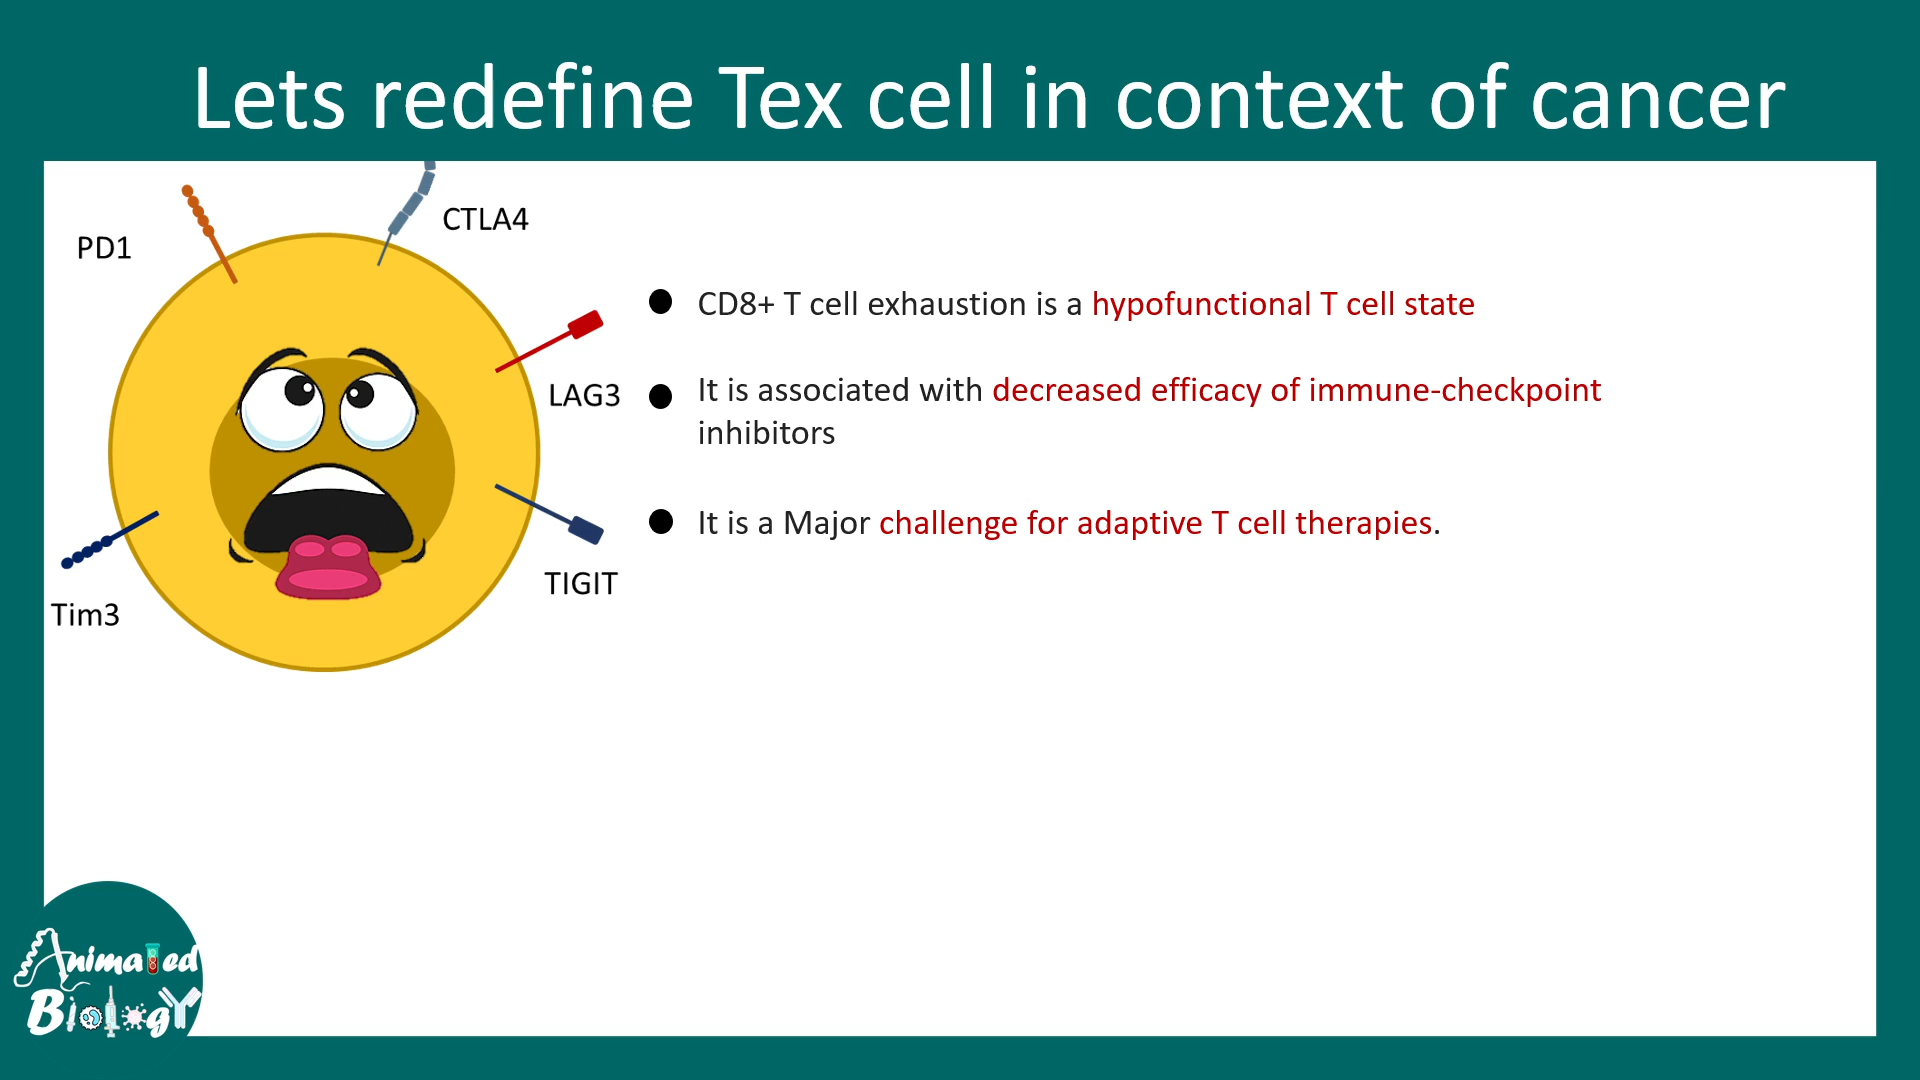 Lets redefine Tex cell in context of cancer
CTLA4
PD1
LAG3
TIGIT
Tim3
● CD8+ T cell exhaustion is a hypofunctional T cell state
● It is associated with decreased efficacy of immune-checkpoint
inhibitors
● It is a Major challenge for adaptive T cell therapies.
Animated
Biology